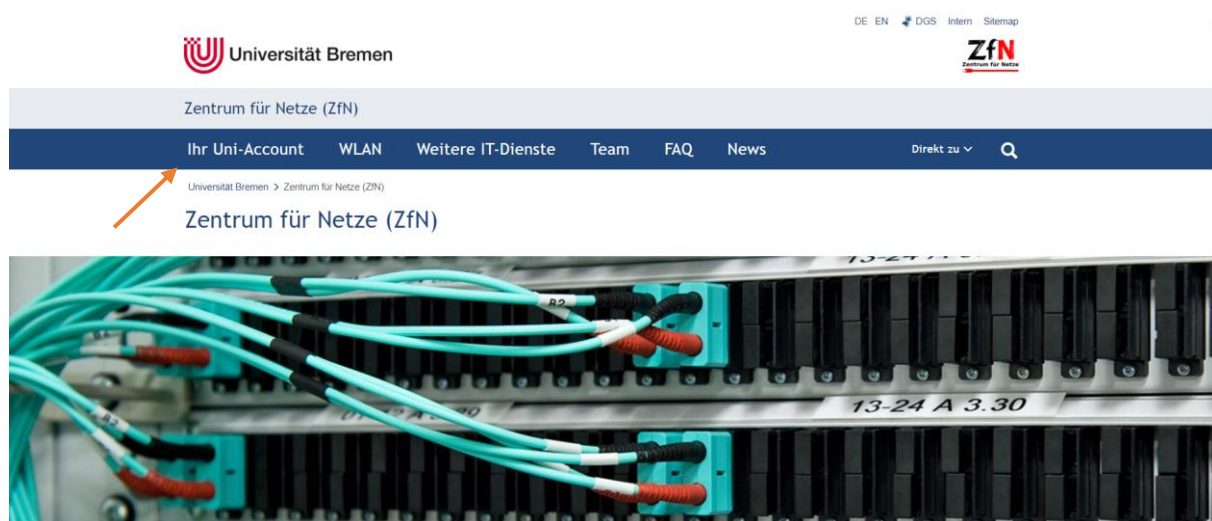 DE EN DGS Intern Sitemap
Universität Bremen
ZfN
Zentrum für Netze
Zentrum für Netze (ZfN)
Ihr Uni-Account WLAN Weitere IT-Dienste Team FAQ News Direkt zu
Universität Bremen > Zentrum für Netze (ZfN)
Zentrum für Netze (ZfN)
B2
13-24 A 3.30